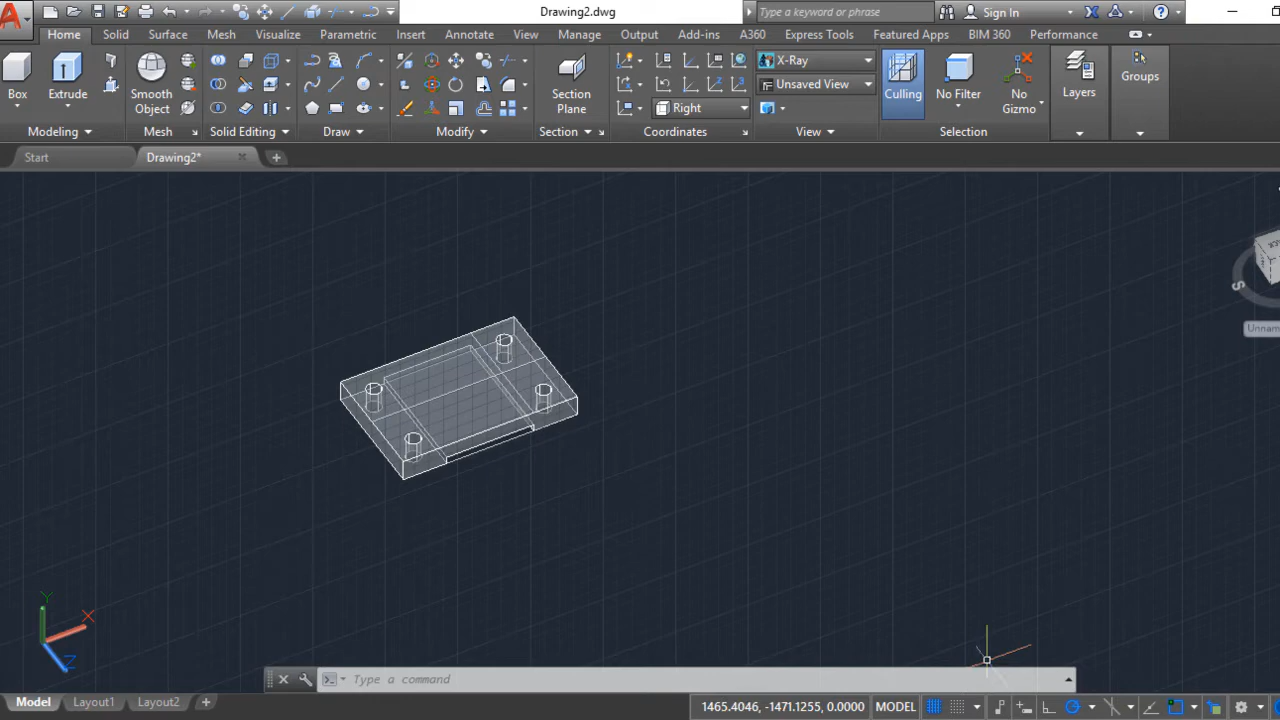 A
Drawing2.dwg
Type a keyword or phrase
Sign In
?
Home Solid Surface Mesh Visualize Parametric Insert Annotate View Manage Output Add-ins A360 Express Tools Featured Apps BIM 360 Performance
Box
Extrude
Smooth Object
Section Plane
X-Ray
Unsaved View
Right
Culling
No Filter
No Gizmo
Layers
Groups
Modeling Mesh Solid Editing Draw Modify Section Coordinates View Selection
Start Drawing2*
S
Unnam
Y
X
Z
Type a command
Model Layout1 Layout2
1465.4046, -1471.1255, 0.0000 MODEL